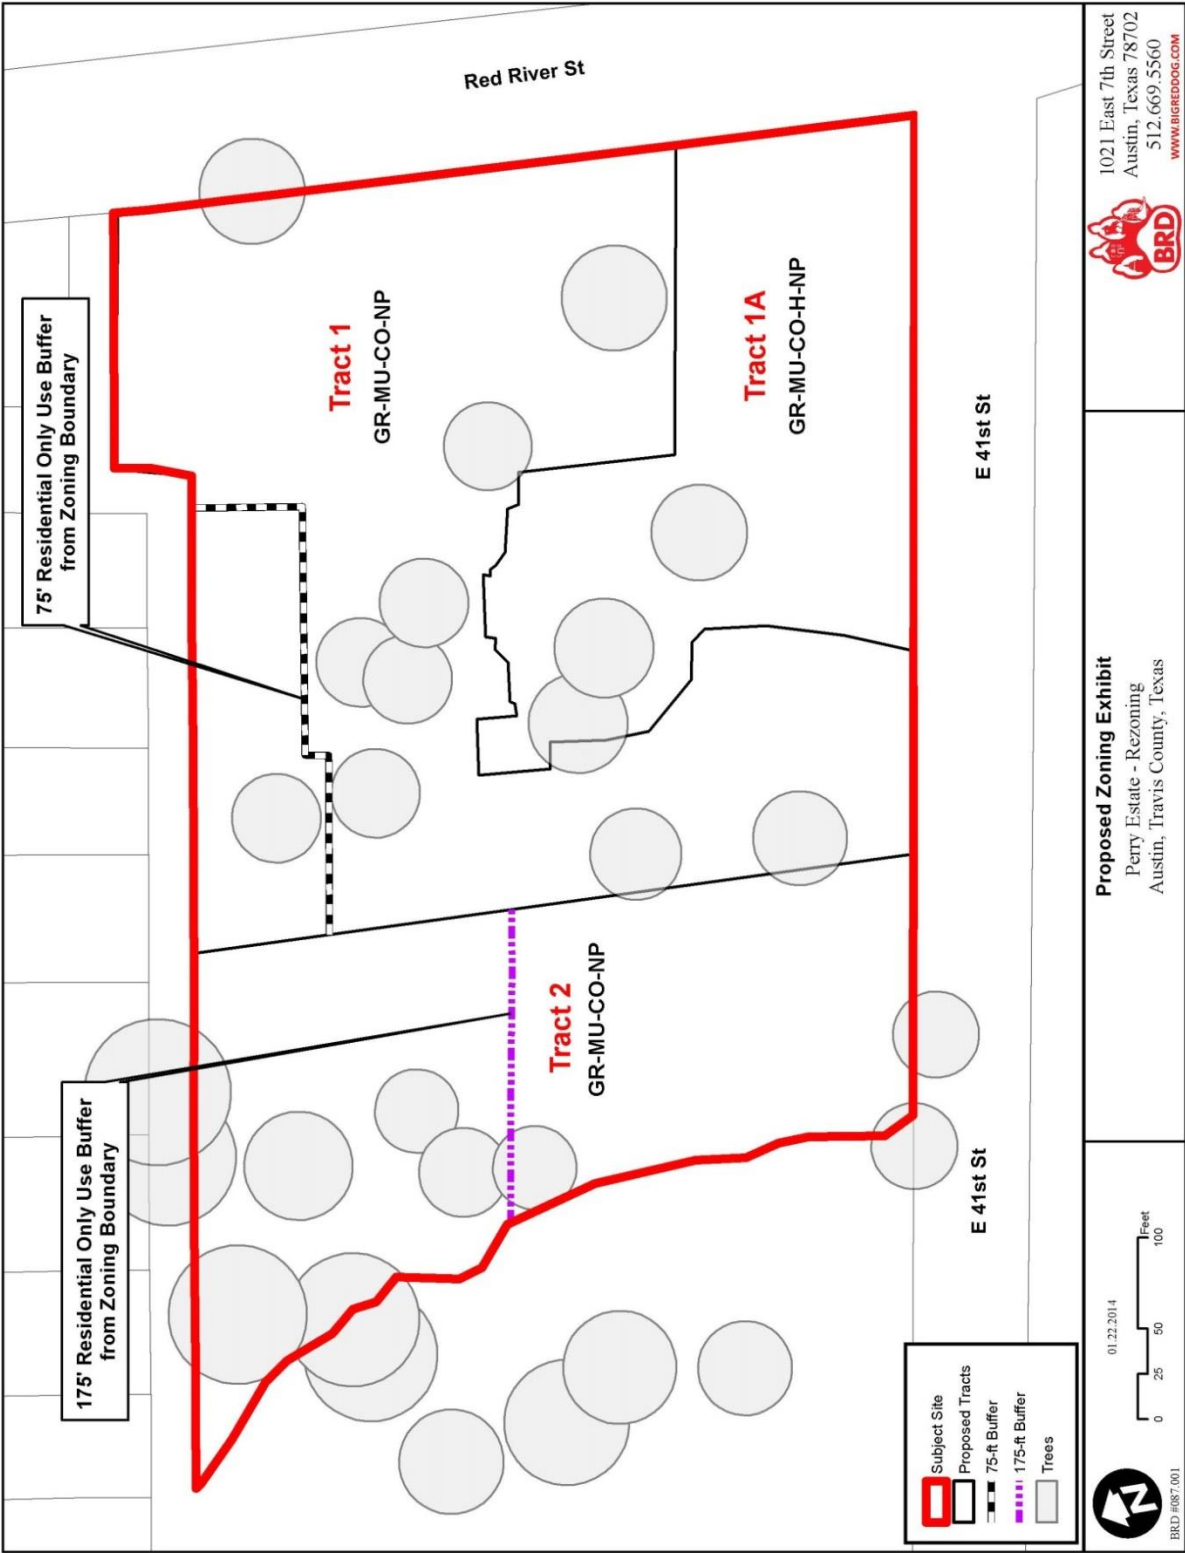 75' Residential Only Use Buffer
from Zoning Boundary
175' Residential Only Use Buffer
from Zoning Boundary
Red River St
Tract 1
GR-MU-CO-NP
Tract 1A
GR-MU-CO-H-NP
Tract 2
GR-MU-CO-NP
E 41st St
E 41st St
Subject Site
Proposed Tracts
75-ft Buffer
175-ft Buffer
Trees
N
BRD #087.001
01.22.2014
0 25 50 100
Feet
Proposed Zoning Exhibit
Perry Estate - Rezoning
Austin, Travis County, Texas
BRD
1021 East 7th Street
Austin, Texas 78702
512.669.5560
WWW.BIGREDDOG.COM